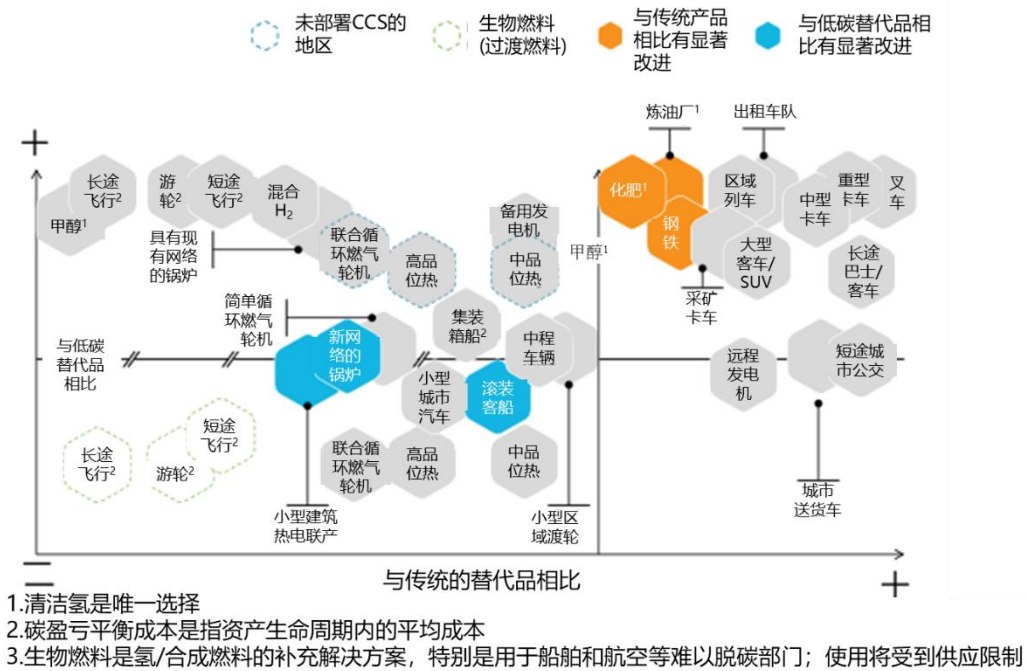 未部署CCS的
地区
生物燃料
(过渡燃料)
与传统产品
相比有显著
改进
与低碳替代品相
比有显著改进
炼油厂¹
出租车队
+
长途
飞行²
甲醇¹
游
轮²
短途
飞行²
混合
H₂
具有现
有网络
的锅炉
联合循
环燃气
轮机
高品
位热
备用发
电机
中品
位热
甲醇¹
化肥¹
钢
铁
区域
列车
中型
卡车
重型
卡车
叉
车
大型
客车/
SUV
长途
巴士/
客车
采矿
卡车
简单循
环燃气
轮机
集装
箱船²
与低碳
替代品
相比
新网
络的
锅炉
中程
车辆
小型
城市
汽车
滚装
客船
远程
发电
机
短途城
市公交
长途
飞行²
游轮²
短途
飞行²
联合循
环燃气
轮机
高品
位热
中品
位热
小型建筑
热电联产
小型区
域渡轮
城市
送货车
与传统的替代品相比
+
1.清洁氢是唯一选择
2.碳盈亏平衡成本是指资产生命周期内的平均成本
3.生物燃料是氢/合成燃料的补充解决方案，特别是用于船舶和航空等难以脱碳部门；使用将受到供应限制